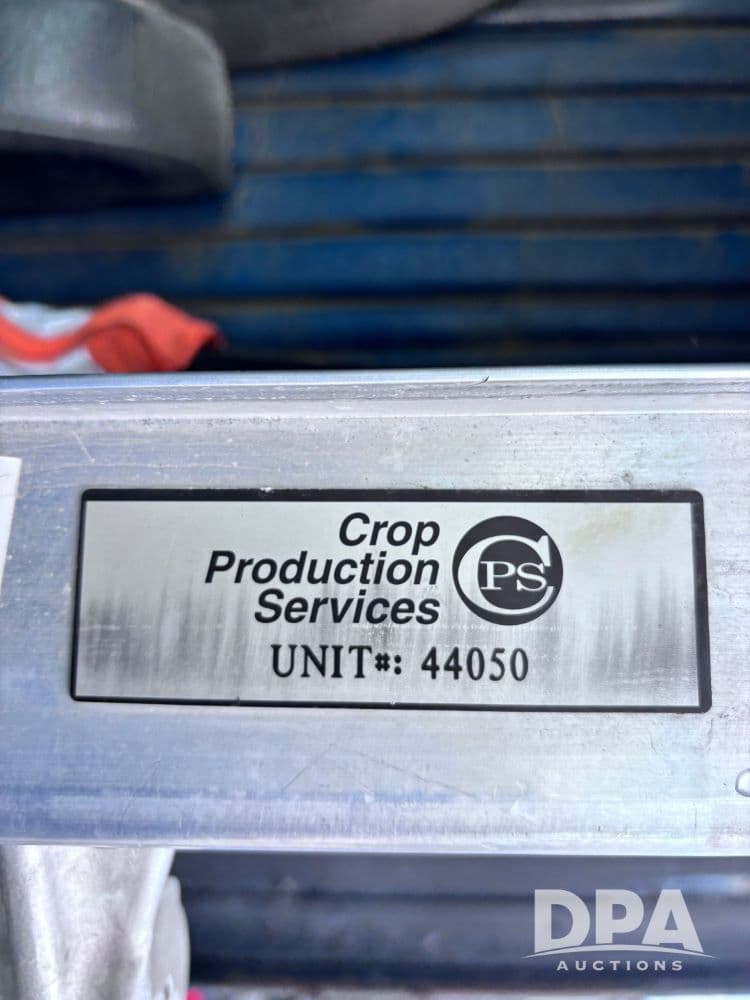 Crop
Production
Services
CPS
UNIT#: 44050
DPA
AUCTIONS